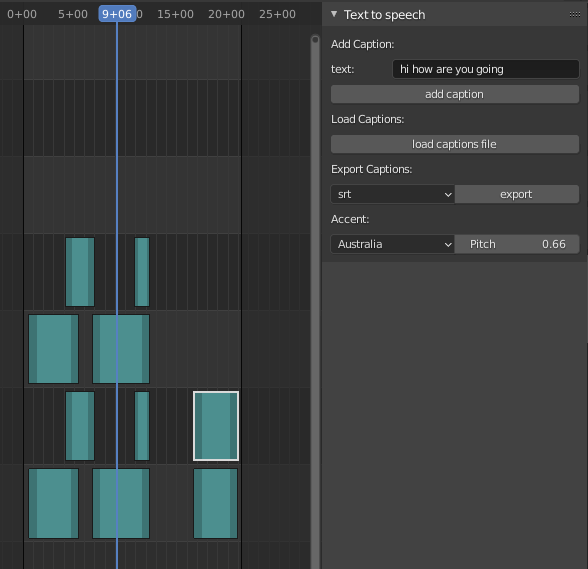 0+00 5+00 9+06 0 15+00 20+00 25+00
Text to speech
Add Caption:
text: hi how are you going
add caption
Load Captions:
load captions file
Export Captions:
srt export
Accent:
Australia Pitch 0.66